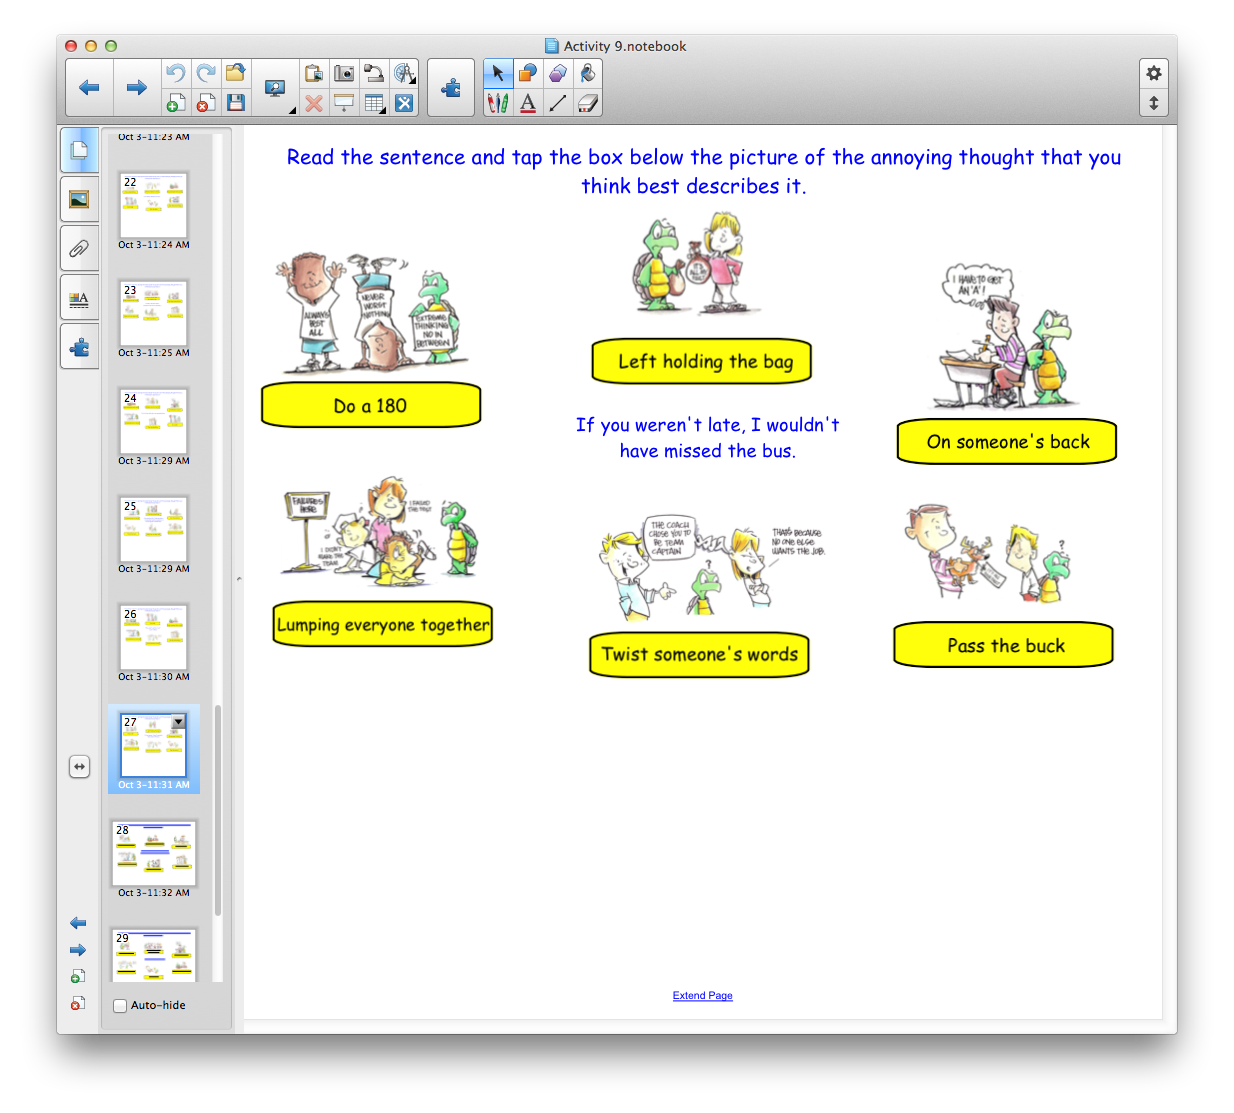 Activity 9.notebook
Oct 3-11:23 AM
22
Oct 3-11:24 AM
23
Oct 3-11:25 AM
24
Oct 3-11:29 AM
25
Oct 3-11:29 AM
26
Oct 3-11:30 AM
27
Oct 3-11:31 AM
28
Oct 3-11:32 AM
29
Auto-hide
Read the sentence and tap the box below the picture of the annoying thought that you
think best describes it.
ALWAYS
BEST
ALL
NEVER
WORST
NOTHING
EXTREME
THINKING
NO IN
BETWEEN
Do a 180
Left holding the bag
I HAVE TO GET
AN 'A'!
On someone's back
If you weren't late, I wouldn't
have missed the bus.
FAILURES
HERE
I FAILED
THE TEST
I DIDN'T
MAKE THE
TEAM
Lumping everyone together
THE COACH
CHOSE YOU TO
BE TEAM
CAPTAIN
THAT'S BECAUSE
NO ONE ELSE
WANTS THE JOB.
?
Twist someone's words
?
Pass the buck
Extend Page